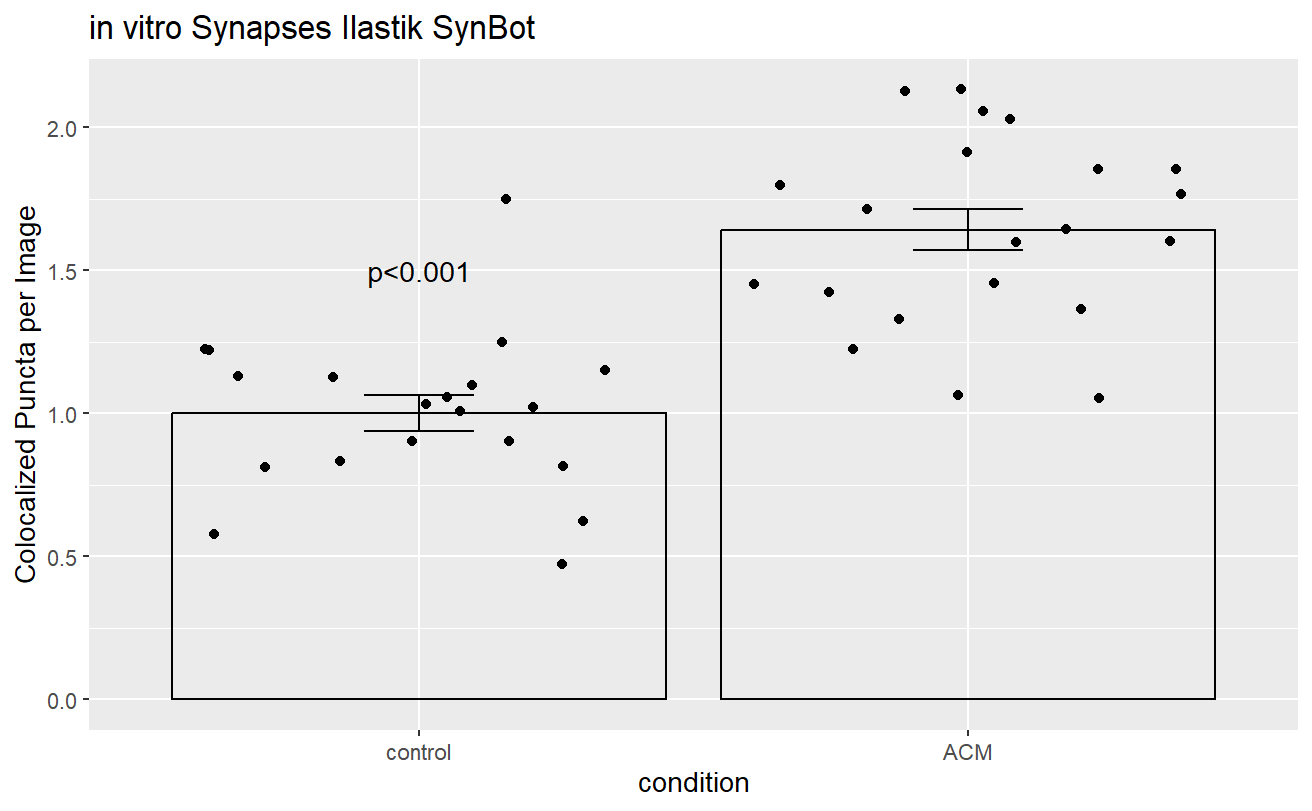 in vitro Synapses Ilastik SynBot
Colocalized Puncta per Image
2.0
1.5
1.0
0.5
0.0
p<0.001
control
ACM
condition